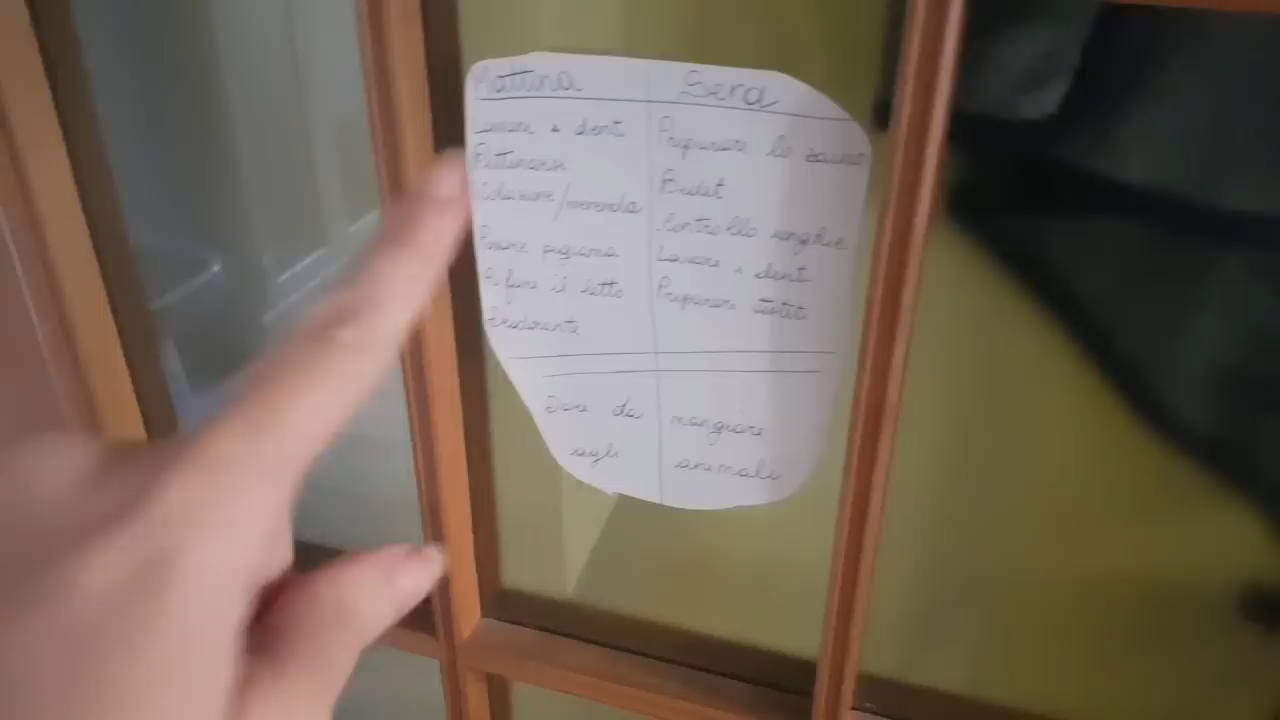 Mattina
Lavare i denti
Pettinarsi
Colazione/merenda
Pigiama
Rifare il letto
Deodorante
Sera
Preparare lo zaino
Bidet
Controllo unghie
Lavare i denti
Preparare vestiti
Dare da mangiare
agli animali